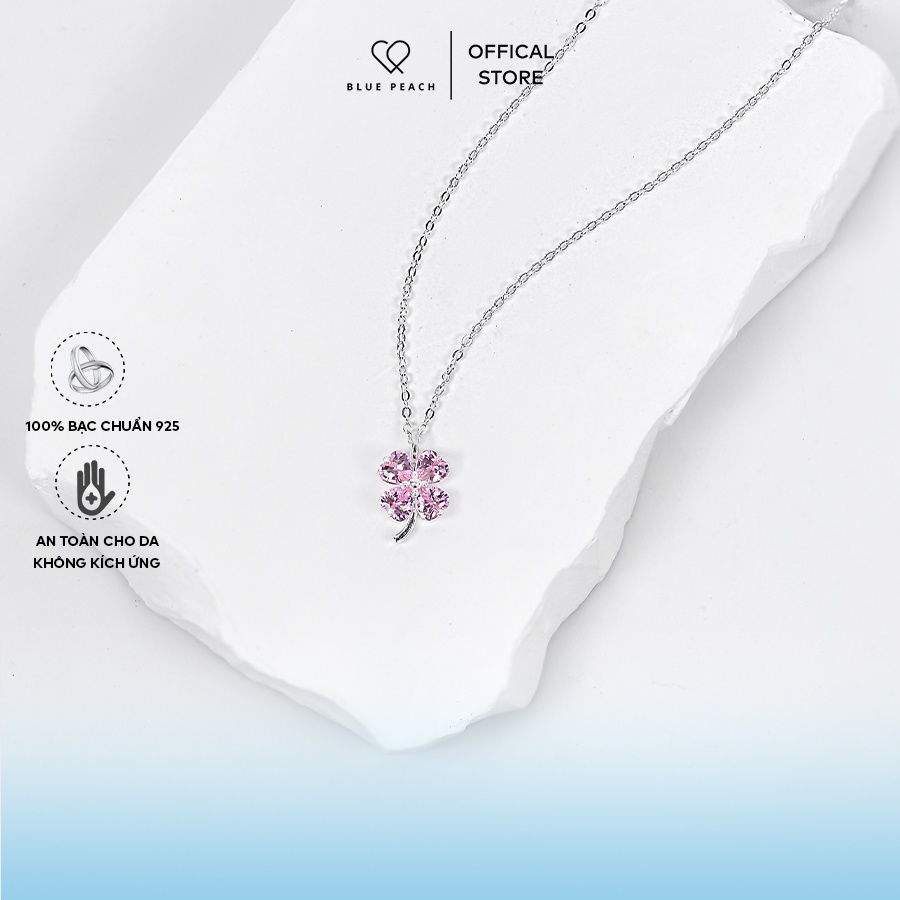 BLUE PEACH
OFFICAL
STORE
100% BẠC CHUẨN 925
AN TOÀN CHO DA
KHÔNG KÍCH ỨNG